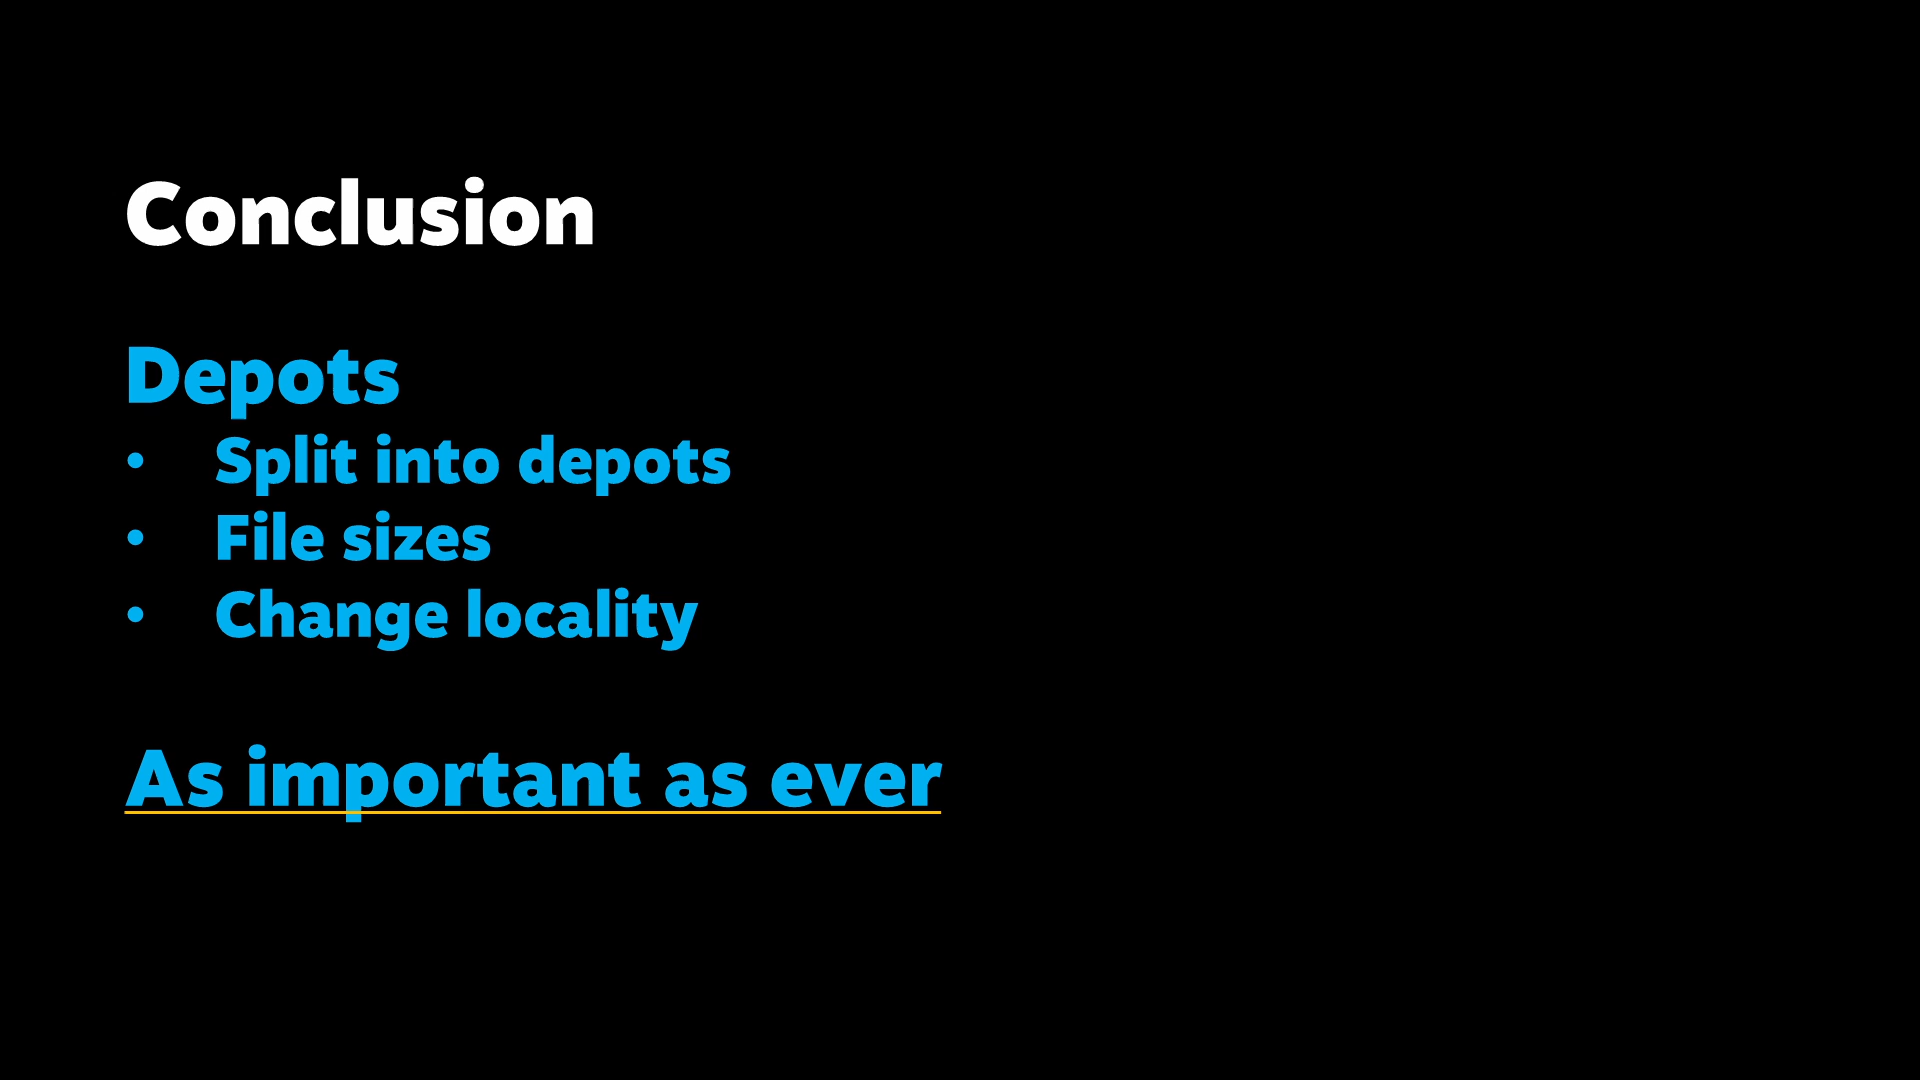 Conclusion
Depots
• Split into depots
• File sizes
• Change locality
As important as ever